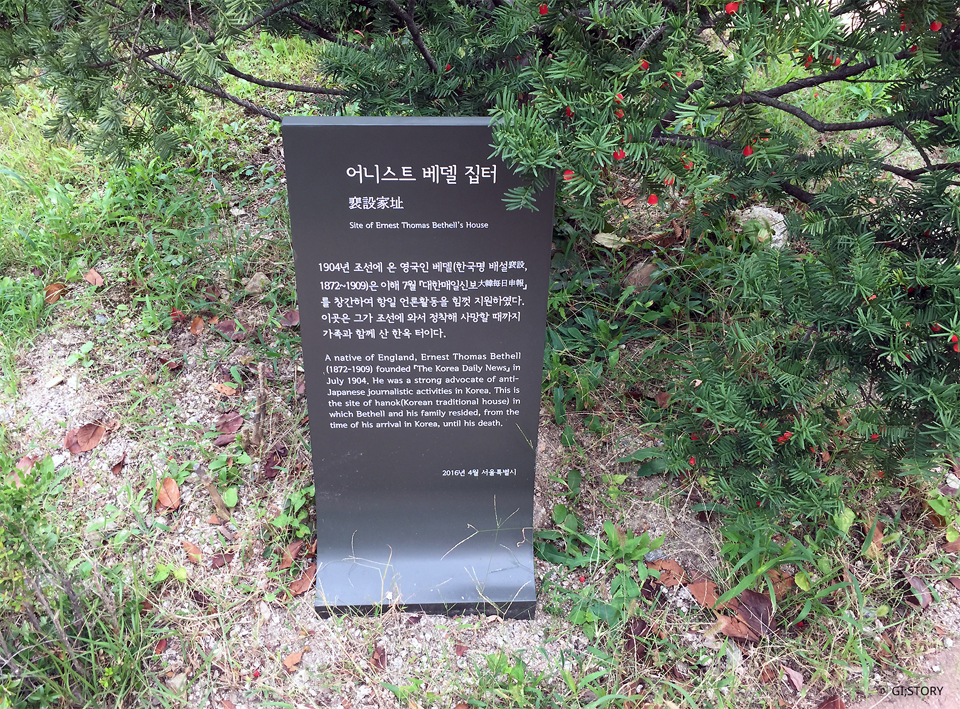 어니스트 베델 집터
裵設家址
Site of Ernest Thomas Bethell's House
1904년 조선에 온 영국인 베델(한국명 배설裵設,
1872~1909)은 이해 7월 「대한매일신보大韓每日申報」
를 창간하여 항일 언론활동을 힘껏 지원하였다.
이곳은 그가 조선에 와서 정착해 사망할 때까지
가족과 함께 산 한옥 터이다.
A native of England, Ernest Thomas Bethell
(1872-1909) founded 「The Korea Daily News」 in
July 1904. He was a strong advocate of anti-
Japanese journalistic activities in Korea. This is
the site of hanok(Korean traditional house) in
which Bethell and his family resided, from the
time of his arrival in Korea, until his death.
2016년 4월 서울특별시
GI;STORY